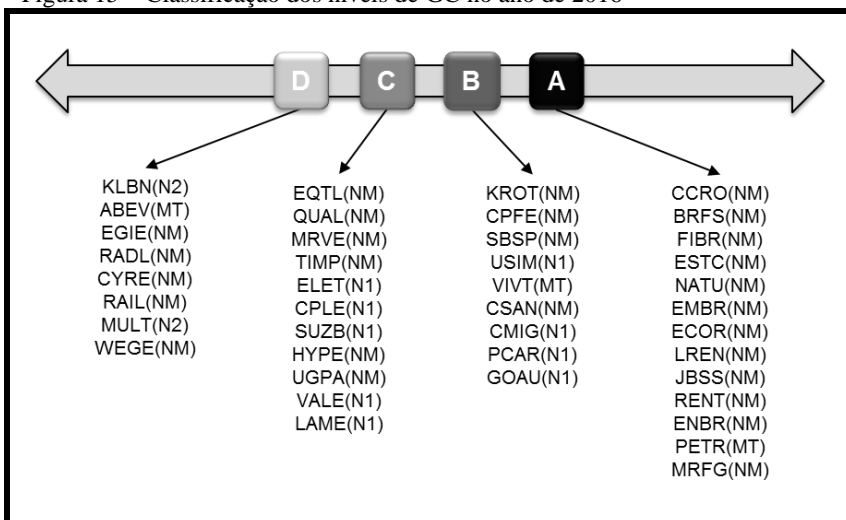 Figura 13 – Classificação dos níveis de GC no ano de 2016
D C B A
KLBN(N2)
ABEV(MT)
EGIE(NM)
RADL(NM)
CYRE(NM)
RAIL(NM)
MULT(N2)
WEGE(NM)
EQTL(NM)
QUAL(NM)
MRVE(NM)
TIMP(NM)
ELET(N1)
CPLE(N1)
SUZB(N1)
HYPE(NM)
UGPA(NM)
VALE(N1)
LAME(N1)
KROT(NM)
CPFE(NM)
SBSP(NM)
USIM(N1)
VIVT(MT)
CSAN(NM)
CMIG(N1)
PCAR(N1)
GOAU(N1)
CCRO(NM)
BRFS(NM)
FIBR(NM)
ESTC(NM)
NATU(NM)
EMBR(NM)
ECOR(NM)
LREN(NM)
JBSS(NM)
RENT(NM)
ENBR(NM)
PETR(MT)
MRFG(NM)